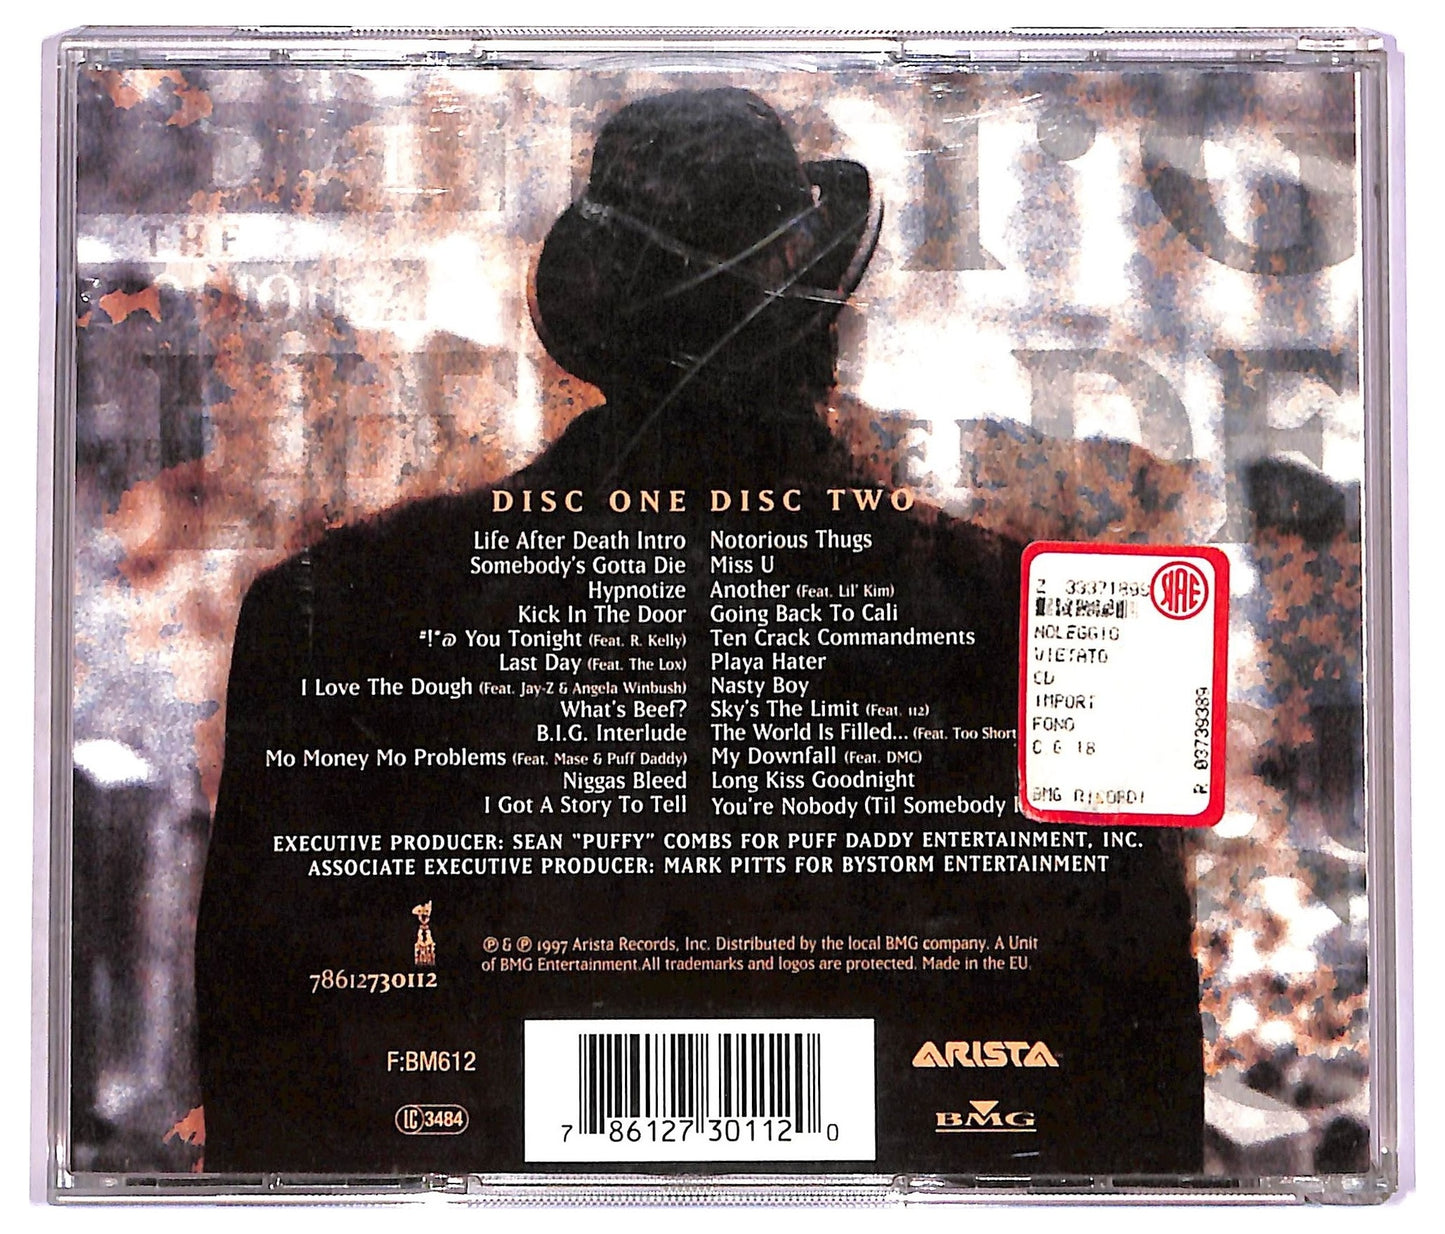 THE
DISC ONE
Life After Death Intro
Somebody's Gotta Die
Hypnotize
Kick In The Door
#!*@ You Tonight (Feat. R. Kelly)
Last Day (Feat. The Lox)
I Love The Dough (Feat. Jay-Z & Angela Winbush)
What's Beef?
B.I.G. Interlude
Mo Money Mo Problems (Feat. Mase & Puff Daddy)
Niggas Bleed
I Got A Story To Tell
DISC TWO
Notorious Thugs
Miss U
Another (Feat. Lil' Kim)
Going Back To Cali
Ten Crack Commandments
Playa Hater
Nasty Boy
Sky's The Limit (Feat. 112)
The World Is Filled... (Feat. Too Short
My Downfall (Feat. DMC)
Long Kiss Goodnight
You're Nobody (Til Somebody
Z 33371899
SIAE
NOLEGGIO
VIETATO
CD
IMPORT
FONO
C G 18
BMG RICORDI
R 03739389
EXECUTIVE PRODUCER: SEAN "PUFFY" COMBS FOR PUFF DADDY ENTERTAINMENT, INC.
ASSOCIATE EXECUTIVE PRODUCER: MARK PITTS FOR BYSTORM ENTERTAINMENT
78612730112
℗ & ℗ 1997 Arista Records, Inc. Distributed by the local BMG company. A Unit
of BMG Entertainment.All trademarks and logos are protected. Made in the EU.
F:BM612
LC 3484
7 86127 30112 0
ARISTA
BMG